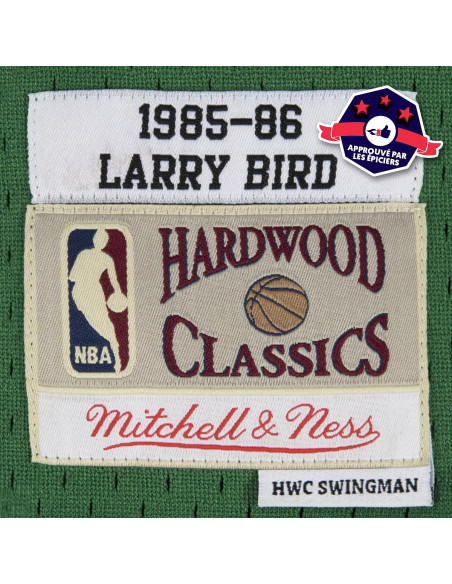 1985-86
LARRY BIRD
APPROUVÉ PAR
LES ÉPICIERS
NBA
HARDWOOD
CLASSICS
Mitchell & Ness
HWC SWINGMAN